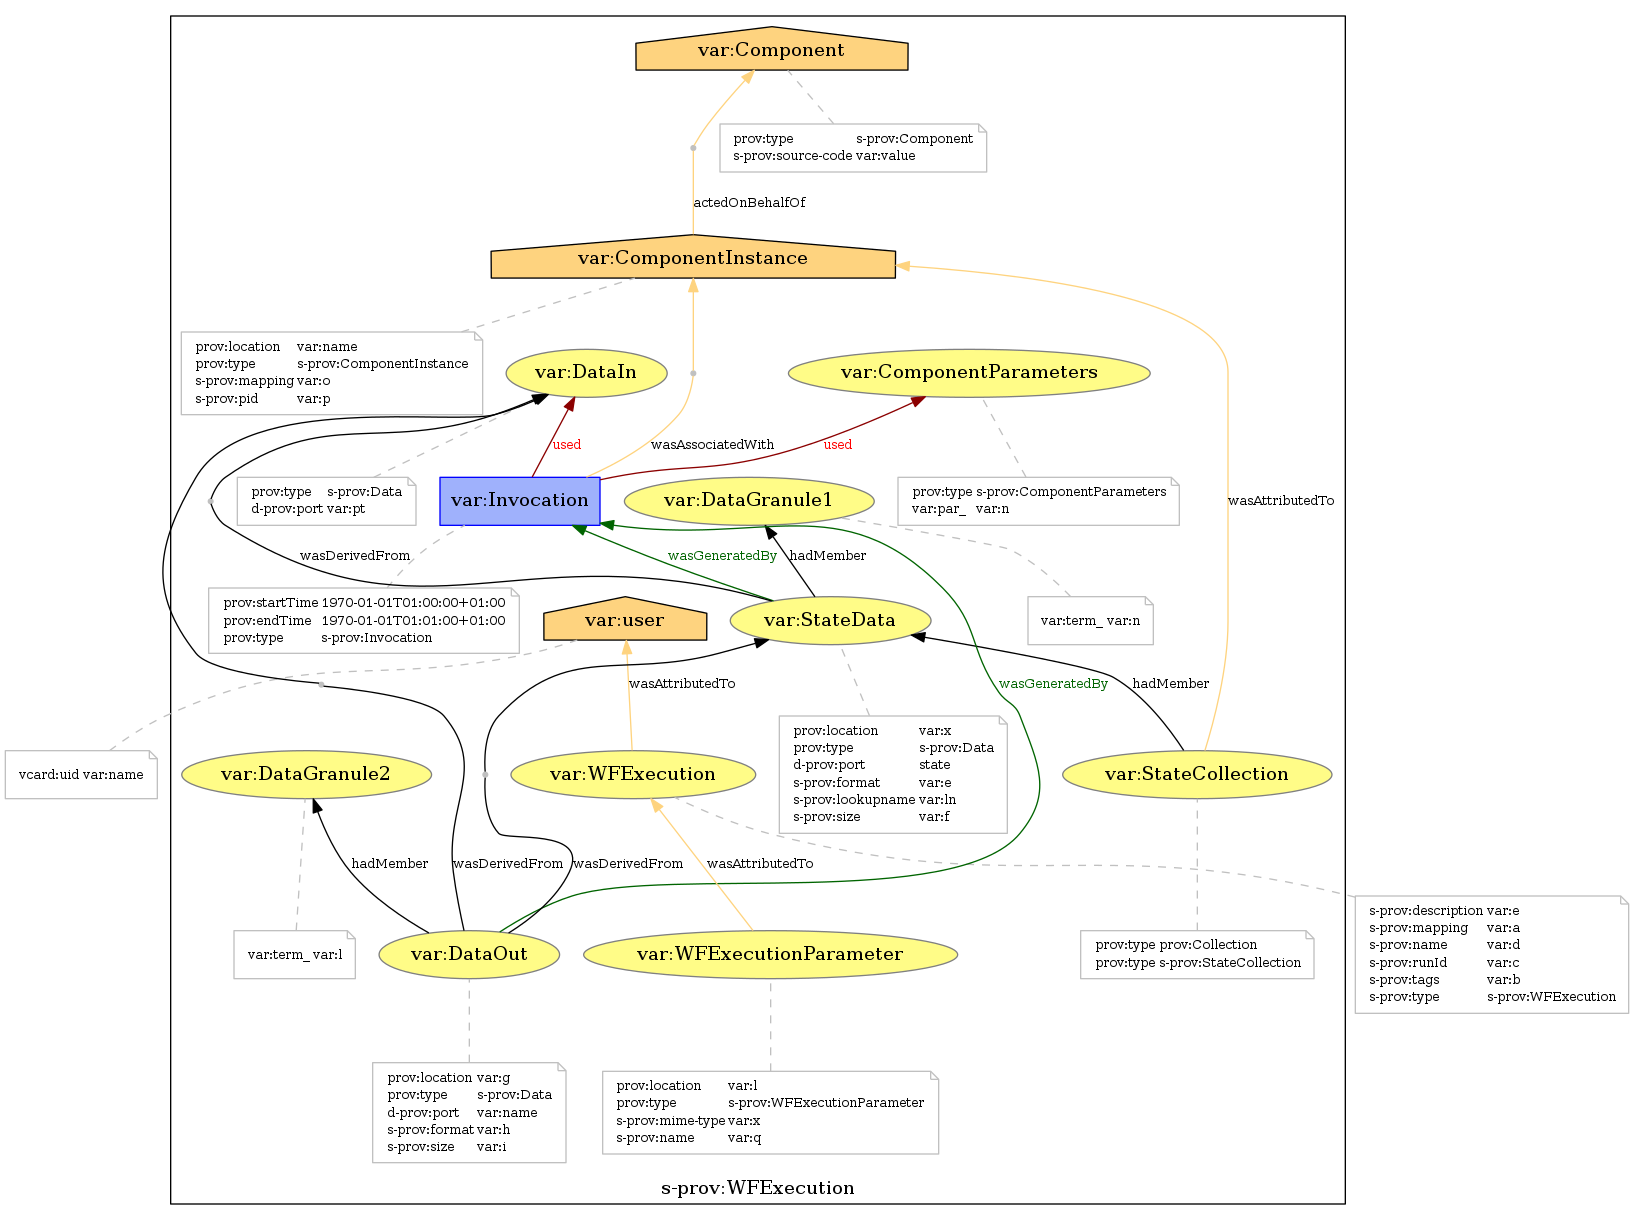 var:Component
prov:type s-prov:Component
s-prov:source-code var:value
actedOnBehalfOf
var:ComponentInstance
prov:location var:name
prov:type s-prov:ComponentInstance
s-prov:mapping var:o
s-prov:pid var:p
var:DataIn
var:ComponentParameters
used
wasAssociatedWith
used
prov:type s-prov:Data
d-prov:port var:pt
var:Invocation
var:DataGranule1
prov:type s-prov:ComponentParameters
var:par_ var:n
wasAttributedTo
wasDerivedFrom
wasGeneratedBy
hadMember
prov:startTime 1970-01-01T01:00:00+01:00
prov:endTime 1970-01-01T01:01:00+01:00
prov:type s-prov:Invocation
var:user
var:StateData
var:term_ var:n
wasAttributedTo
wasGeneratedBy
hadMember
vcard:uid var:name
var:DataGranule2
var:WFExecution
prov:location var:x
prov:type s-prov:Data
d-prov:port state
s-prov:format var:e
s-prov:lookupname var:ln
s-prov:size var:f
var:StateCollection
hadMember
wasDerivedFrom
wasDerivedFrom
wasAttributedTo
var:term_ var:l
var:DataOut
var:WFExecutionParameter
prov:type prov:Collection
prov:type s-prov:StateCollection
s-prov:description var:e
s-prov:mapping var:a
s-prov:name var:d
s-prov:runId var:c
s-prov:tags var:b
s-prov:type s-prov:WFExecution
prov:location var:g
prov:type s-prov:Data
d-prov:port var:name
s-prov:format var:h
s-prov:size var:i
prov:location var:l
prov:type s-prov:WFExecutionParameter
s-prov:mime-type var:x
s-prov:name var:q
s-prov:WFExecution